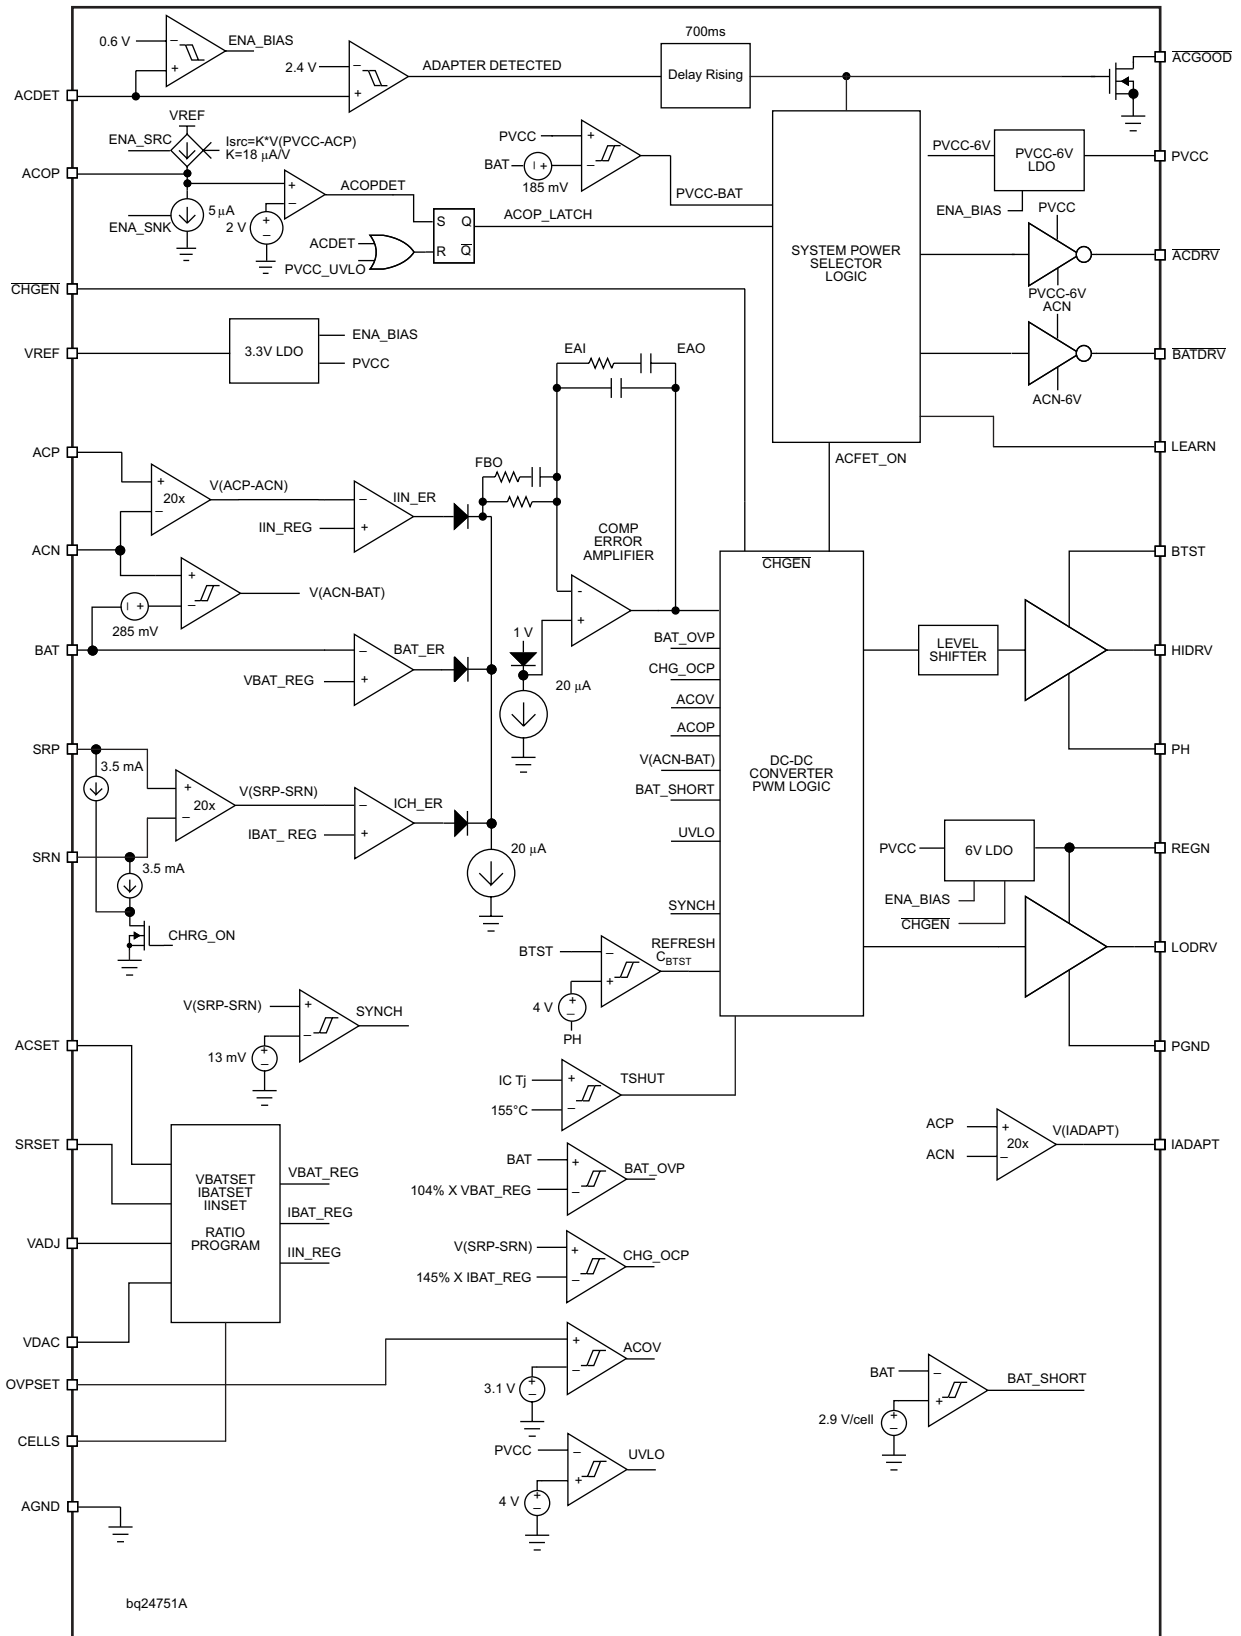 700ms
0.6 V
−
+
ENA_BIAS
2.4 V
−
+
ADAPTER DETECTED
Delay Rising
ACGOOD
ACDET
VREF
ENA_SRC
Isrc=K*V(PVCC-ACP)
K=18 µA/V
PVCC
+
BAT
− +
−
185 mV
PVCC-BAT
PVCC-6V
PVCC-6V
LDO
PVCC
ENA_BIAS
ACOP
ACOPDET
+
−
5 µA
ENA_SNK
2 V
+
−
S Q
R Q
ACOP_LATCH
ACDET
PVCC_UVLO
SYSTEM POWER
SELECTOR
LOGIC
PVCC
ACDRV
PVCC-6V
CHGEN
ACN
VREF
3.3V LDO
ENA_BIAS
PVCC
EAI
EAO
BATDRV
ACN-6V
LEARN
ACFET_ON
ACP
+
20x
−
V(ACP-ACN)
−
+
IIN_REG
IIN_ER
FBO
COMP
ERROR
AMPLIFIER
ACN
+
−
V(ACN-BAT)
− +
285 mV
CHGEN
BTST
-
+
1 V
20 µA
BAT
−
+
VBAT_REG
BAT_ER
BAT_OVP
CHG_OCP
ACOV
ACOP
V(ACN-BAT)
BAT_SHORT
UVLO
SYNCH
DC-DC
CONVERTER
PWM LOGIC
LEVEL
SHIFTER
HIDRV
PH
SRP
3.5 mA
+
20x
−
V(SRP-SRN)
−
+
IBAT_ REG
ICH_ER
20 µA
SRN
3.5 mA
CHRG_ON
PVCC
6V LDO
REGN
ENA_BIAS
CHGEN
LODRV
BTST
−
+
REFRESH
CBTST
4 V
+
−
PH
PGND
V(SRP-SRN)
+
−
SYNCH
13 mV
+
−
ACSET
IC Tj
+
155°C
−
TSHUT
ACP
+
20x
ACN
−
V(IADAPT)
IADAPT
SRSET
VBATSET
IBATSET
IINSET
RATIO
PROGRAM
VBAT_REG
IBAT_REG
IIN_REG
BAT
+
104% X VBAT_REG
−
BAT_OVP
VADJ
V(SRP-SRN)
+
145% X IBAT_REG
−
CHG_OCP
VDAC
+
−
ACOV
3.1 V
+
−
OVPSET
BAT
−
+
BAT_SHORT
2.9 V/cell
+
−
CELLS
PVCC
−
+
UVLO
4 V
+
−
AGND
bq24751A